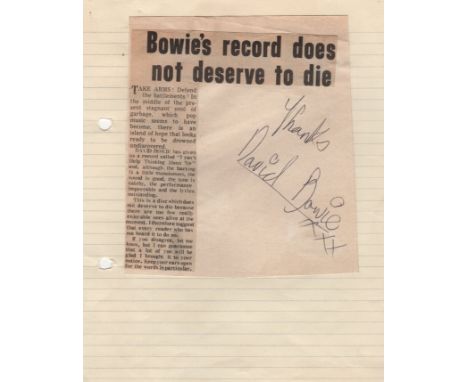 Bowie's record does
not deserve to die
TAKE ARMS! Defend
the battlements! In
the middle of the pre-
sent stagnant soul of
garbage, which pop
music seems to have
become, there is an
island of hope that looks
ready to be drowned
undiscovered.
DAVID BOWIE has given
us a record called "I can't
Help Thinking About Me"
and, although the backing
is a little monotonous, the
sound is good, the tune is
catchy, the performance
impeccable and the lyrics
outstanding.
This is a disc which does
not deserve to die because
there are too few really
enjoyable ones alive at the
moment. I therefore suggest
that every reader who has
not heard it to do so.
If you disagree, let me
know, but I can guarantee
that a lot of you will be
glad I brought it to your
notice. Keep your ears open
for the words in particular.
Thanks
David Bowie